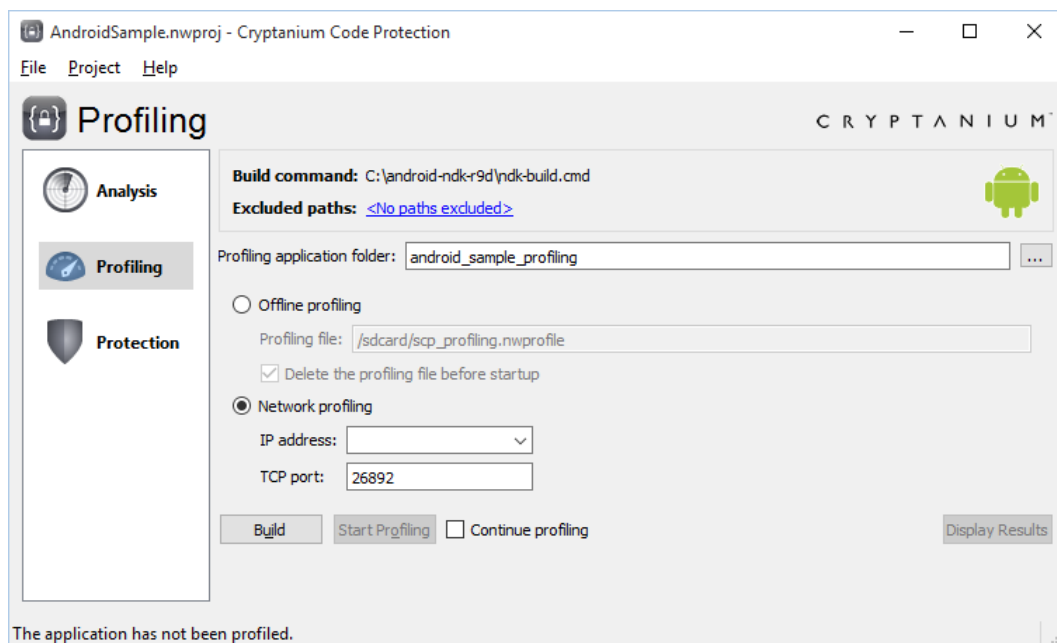 AndroidSample.nwproj - Cryptanium Code Protection
File Project Help
Profiling
CRYPTANIUM™
Analysis
Profiling
Protection
Build command: C:\android-ndk-r9d\ndk-build.cmd
Excluded paths: <No paths excluded>
Profiling application folder: android_sample_profiling ...
Offline profiling
Profiling file: /sdcard/scp_profiling.nwprofile
Delete the profiling file before startup
Network profiling
IP address:
TCP port: 26892
Build Start Profiling Continue profiling Display Results
The application has not been profiled.